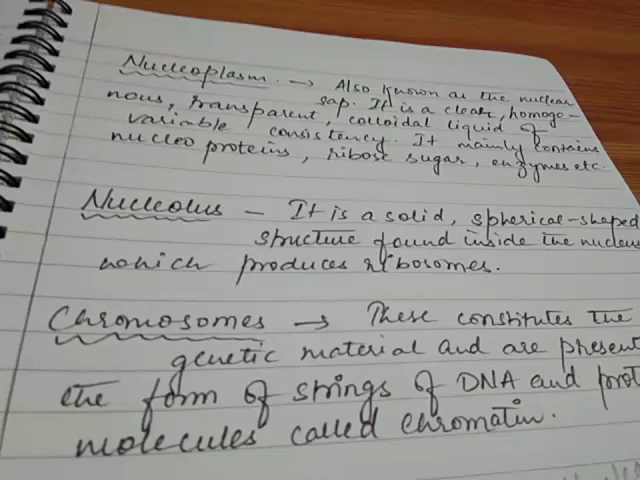 Nucleoplasm → Also known as the nuclear
sap. It is a clear, homoge-
nous, transparent, colloidal liquid of
variable consistency. It mainly contains
nucleo proteins, ribose sugar, enzymes etc.
Nucleolus - It is a solid, spherical-shaped
structure found inside the nucleus
which produces ribosomes.
Chromosomes → These constitutes the
genetic material and are present
the form of strings of DNA and prot
molecules called chromatin.